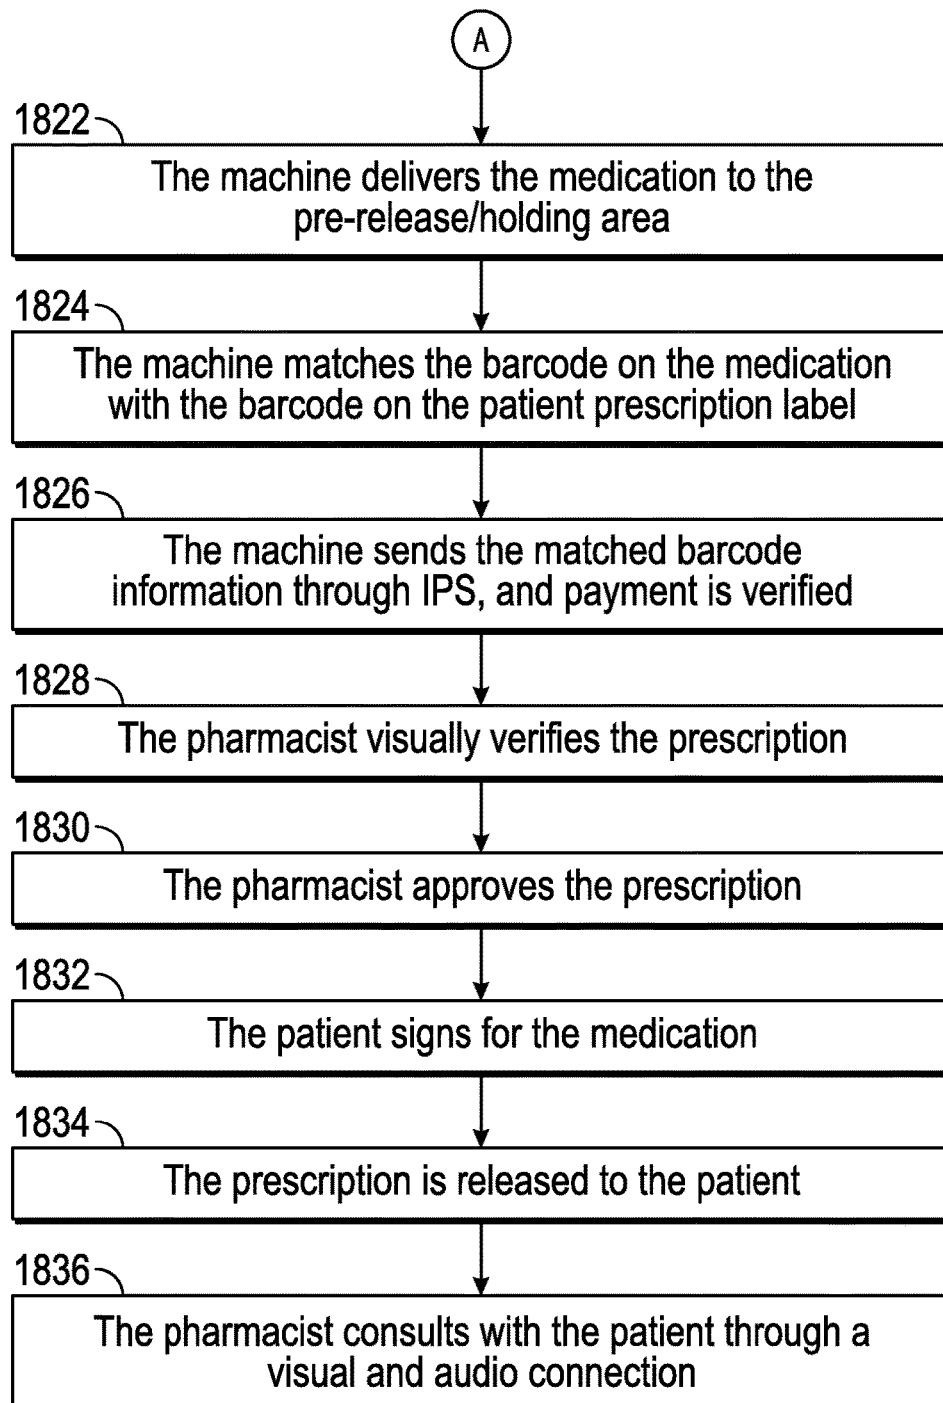 A
1822
The machine delivers the medication to the
pre-release/holding area
1824
The machine matches the barcode on the medication
with the barcode on the patient prescription label
1826
The machine sends the matched barcode
information through IPS, and payment is verified
1828
The pharmacist visually verifies the prescription
1830
The pharmacist approves the prescription
1832
The patient signs for the medication
1834
The prescription is released to the patient
1836
The pharmacist consults with the patient through a
visual and audio connection